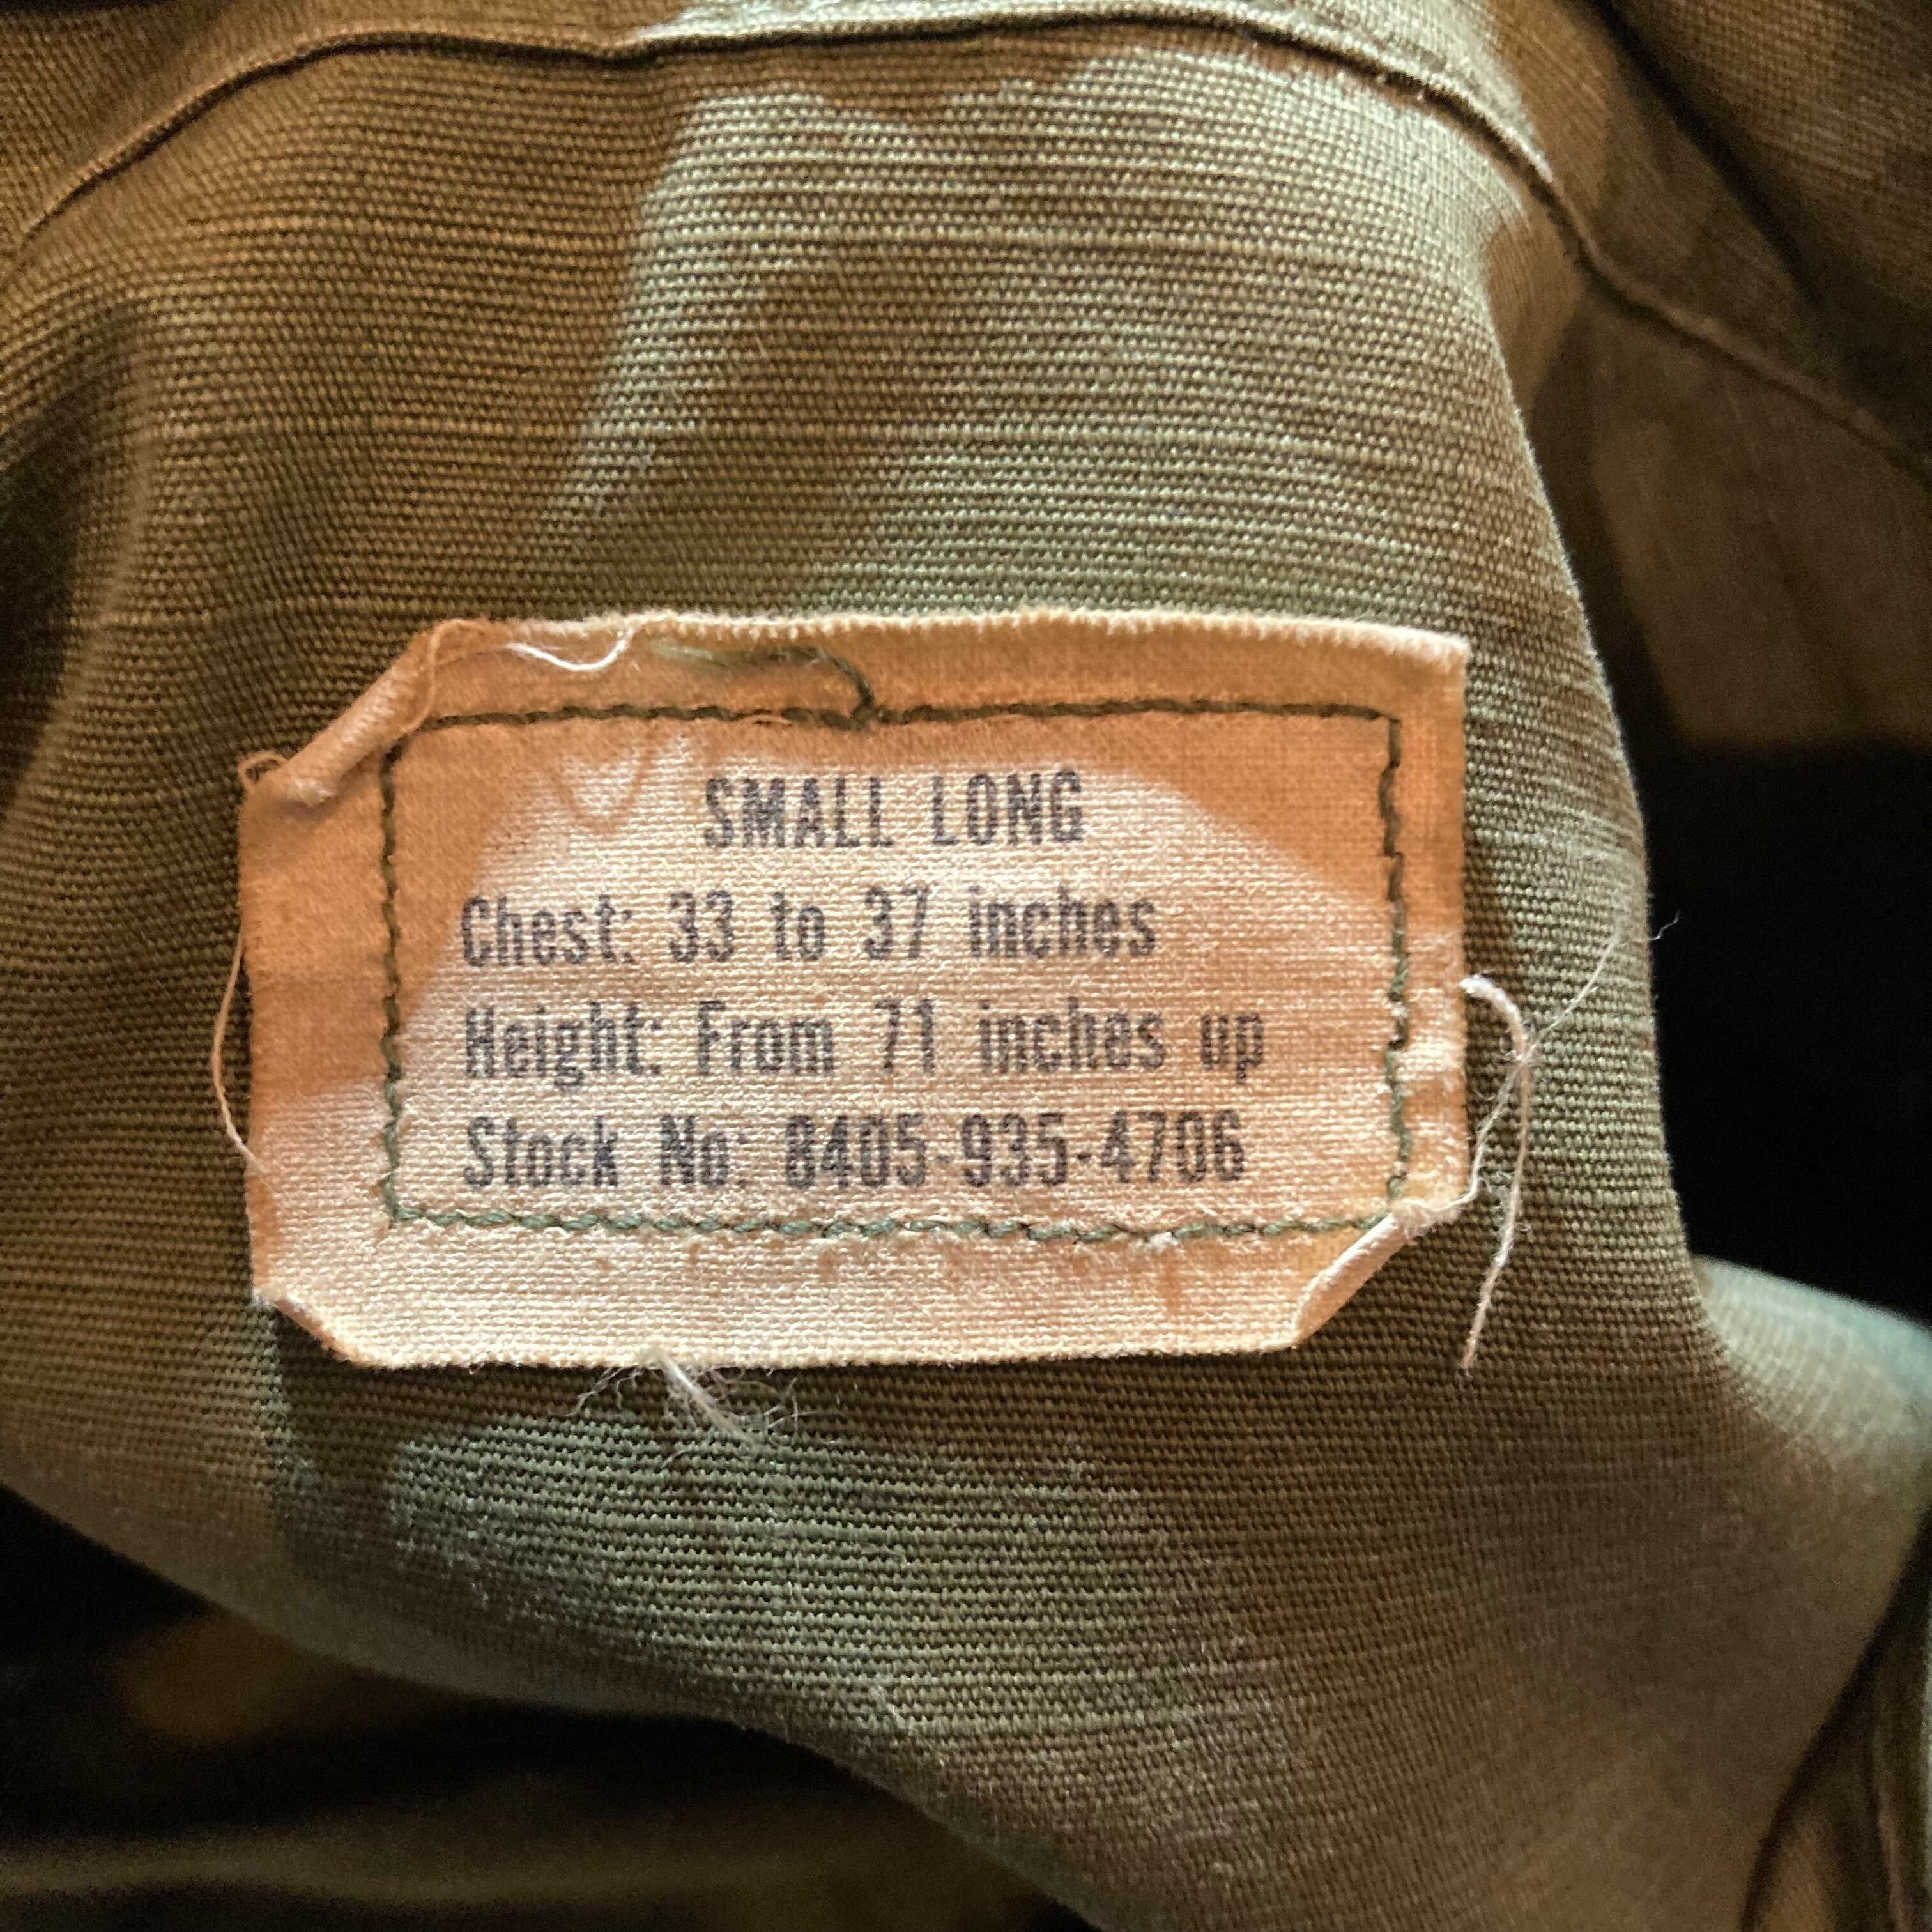 SMALL LONG
Chest: 33 to 37 inches
Height: From 71 inches up
Stock No: 8405-935-4706